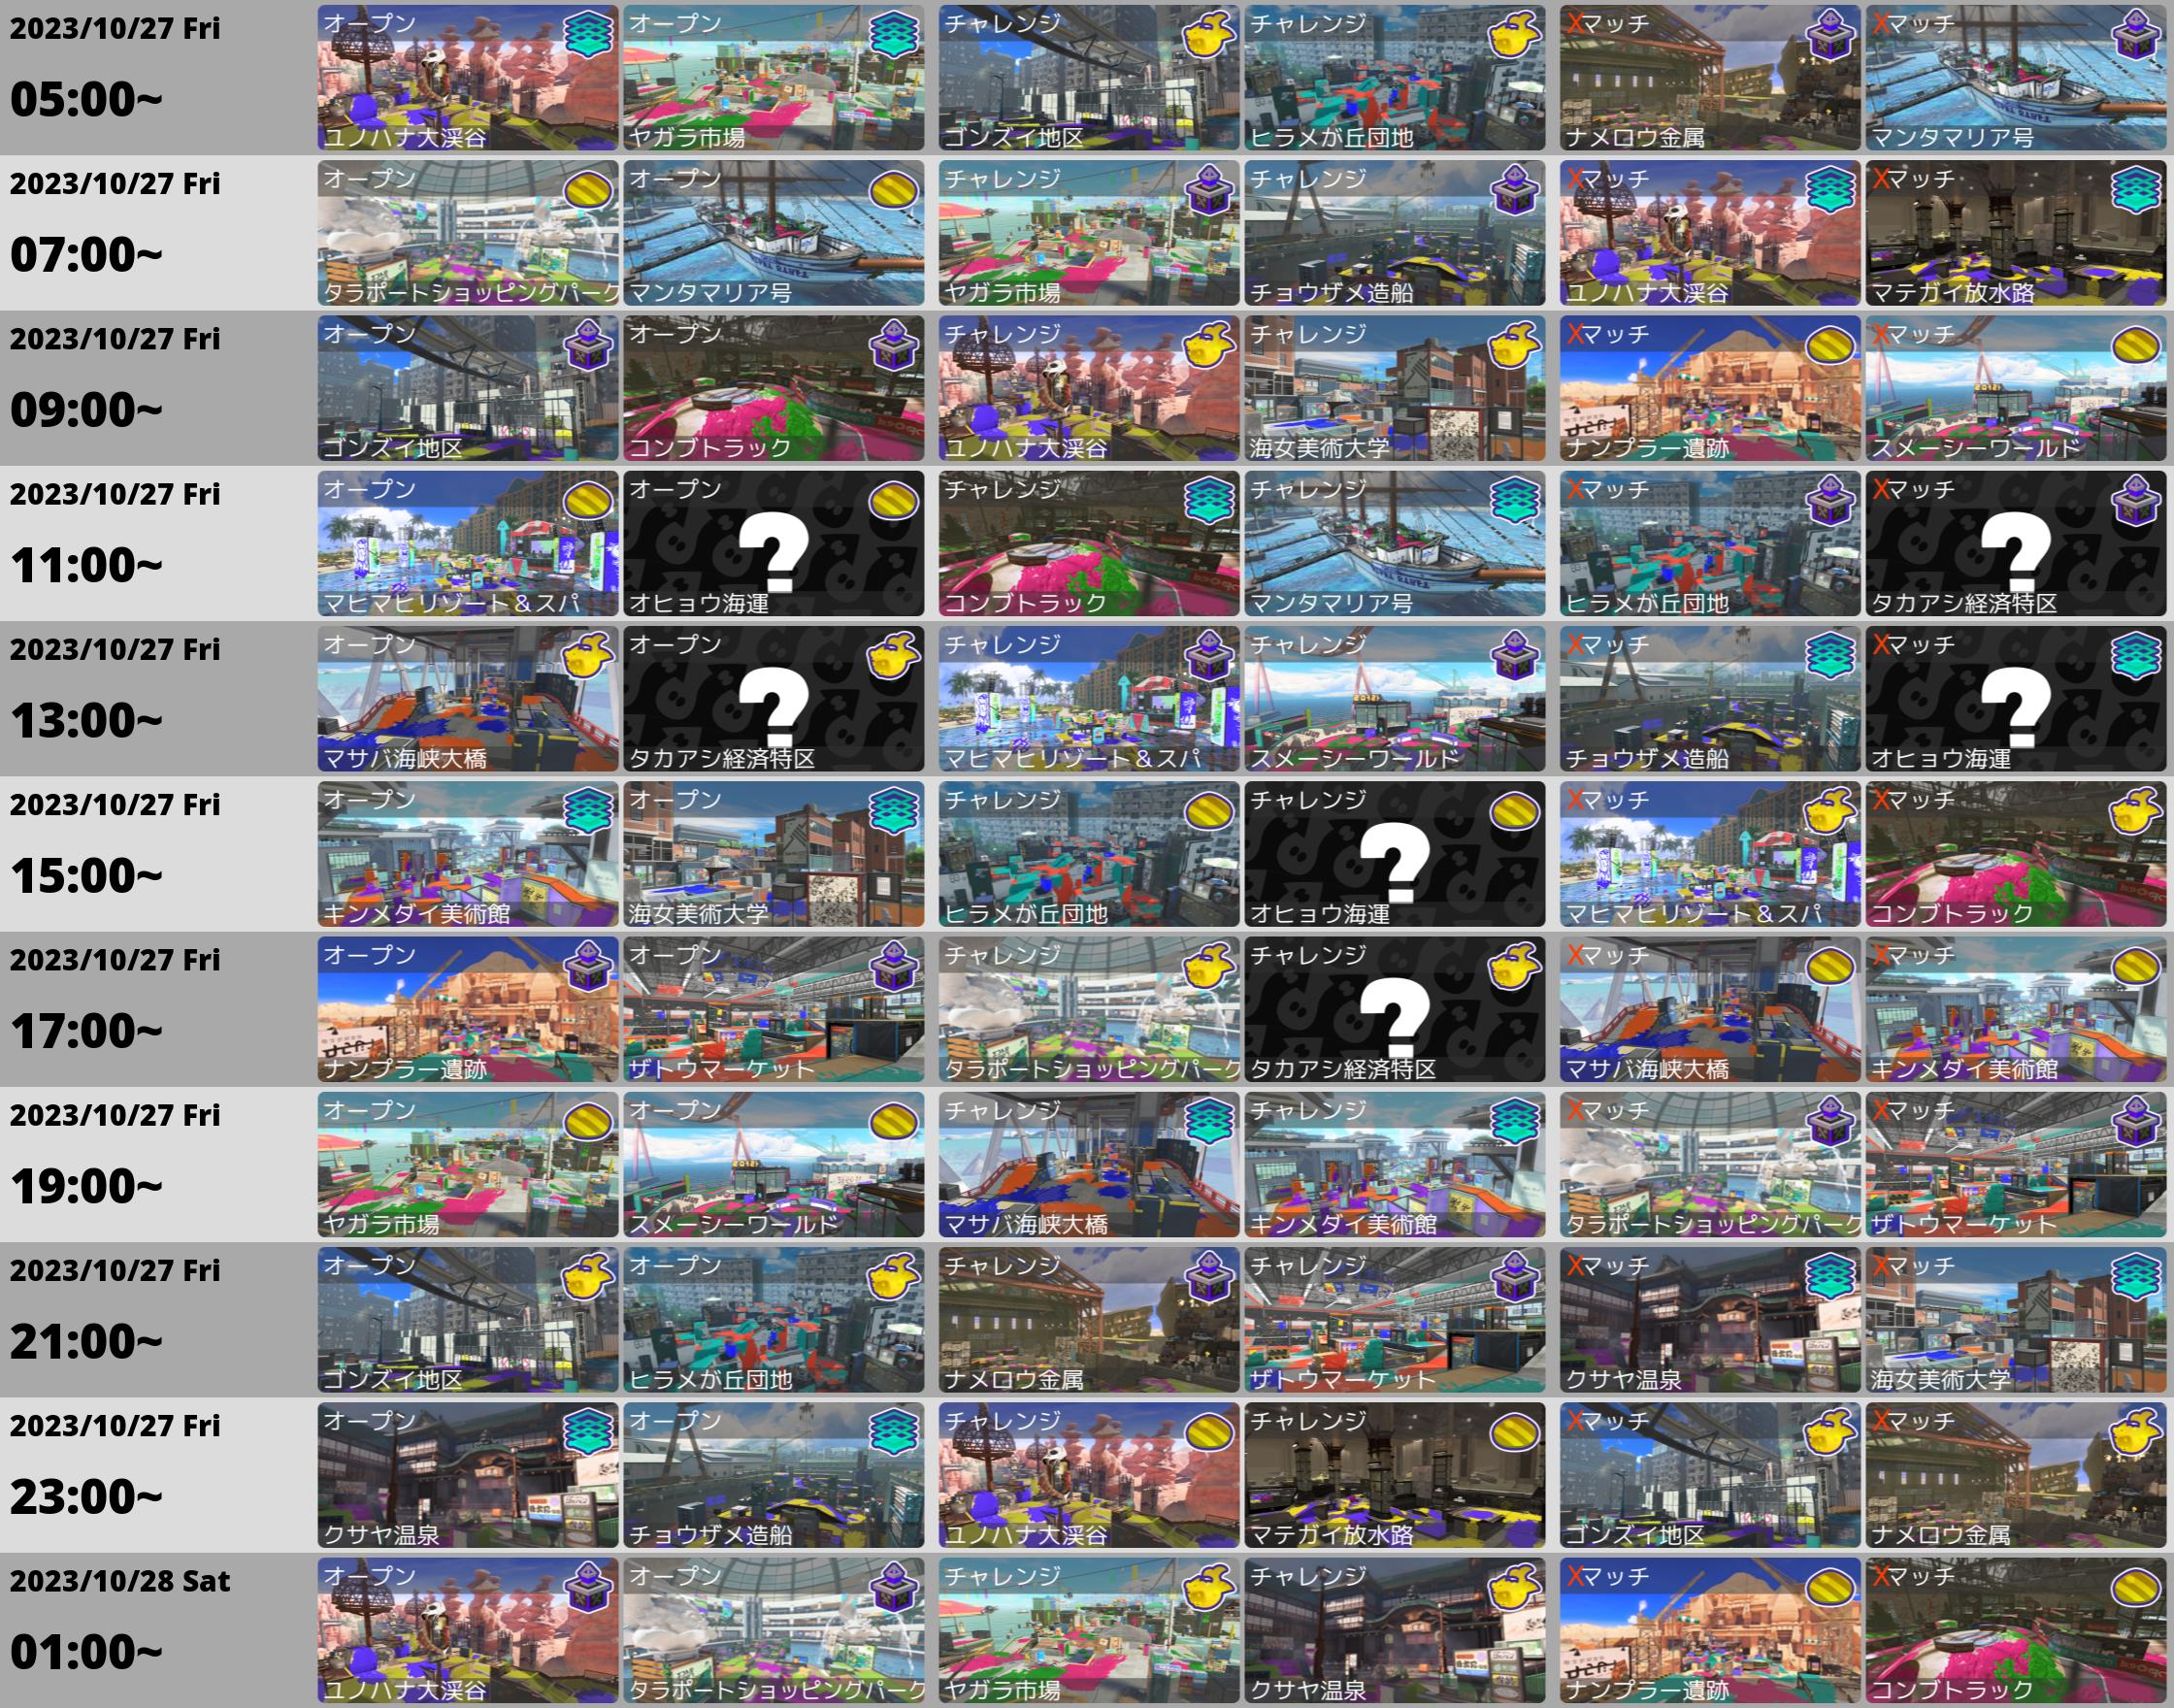 2023/10/27 Fri
05:00~
オープン
オープン
チャレンジ
チャレンジ
Xマッチ
Xマッチ
ユノハナ大渓谷
ヤガラ市場
ゴンズイ地区
ヒラメが丘団地
ナメロウ金属
マンタマリア号
2023/10/27 Fri
07:00~
オープン
オープン
チャレンジ
チャレンジ
Xマッチ
Xマッチ
タラポートショッピングパーク
マンタマリア号
ヤガラ市場
チョウザメ造船
ユノハナ大渓谷
マテガイ放水路
2023/10/27 Fri
09:00~
オープン
オープン
チャレンジ
チャレンジ
Xマッチ
Xマッチ
ゴンズイ地区
コンブトラック
ユノハナ大渓谷
海女美術大学
ナンプラー遺跡
スメーシーワールド
2023/10/27 Fri
11:00~
オープン
オープン
チャレンジ
チャレンジ
Xマッチ
Xマッチ
?
?
マヒマヒリゾート＆スパ
オヒョウ海運
コンブトラック
マンタマリア号
ヒラメが丘団地
タカアシ経済特区
2023/10/27 Fri
13:00~
オープン
オープン
チャレンジ
チャレンジ
Xマッチ
Xマッチ
?
?
マサバ海峡大橋
タカアシ経済特区
マヒマヒリゾート＆スパ
スメーシーワールド
チョウザメ造船
オヒョウ海運
2023/10/27 Fri
15:00~
オープン
オープン
チャレンジ
チャレンジ
Xマッチ
Xマッチ
?
キンメダイ美術館
海女美術大学
ヒラメが丘団地
オヒョウ海運
マヒマヒリゾート＆スパ
コンブトラック
2023/10/27 Fri
17:00~
オープン
オープン
チャレンジ
チャレンジ
Xマッチ
Xマッチ
?
ナンプラー遺跡
ザトウマーケット
タラポートショッピングパーク
タカアシ経済特区
マサバ海峡大橋
キンメダイ美術館
2023/10/27 Fri
19:00~
オープン
オープン
チャレンジ
チャレンジ
Xマッチ
Xマッチ
ヤガラ市場
スメーシーワールド
マサバ海峡大橋
キンメダイ美術館
タラポートショッピングパーク
ザトウマーケット
2023/10/27 Fri
21:00~
オープン
オープン
チャレンジ
チャレンジ
Xマッチ
Xマッチ
ゴンズイ地区
ヒラメが丘団地
ナメロウ金属
ザトウマーケット
クサヤ温泉
海女美術大学
2023/10/27 Fri
23:00~
オープン
オープン
チャレンジ
チャレンジ
Xマッチ
Xマッチ
クサヤ温泉
チョウザメ造船
ユノハナ大渓谷
マテガイ放水路
ゴンズイ地区
ナメロウ金属
2023/10/28 Sat
01:00~
オープン
オープン
チャレンジ
チャレンジ
Xマッチ
Xマッチ
ユノハナ大渓谷
タラポートショッピングパーク
ヤガラ市場
クサヤ温泉
ナンプラー遺跡
コンブトラック